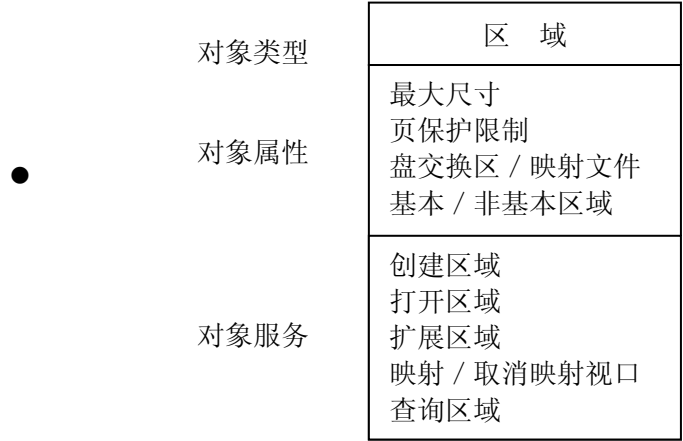 对象类型
区 域
对象属性
最大尺寸
页保护限制
盘交换区 / 映射文件
基本 / 非基本区域
对象服务
创建区域
打开区域
扩展区域
映射 / 取消映射视口
查询区域